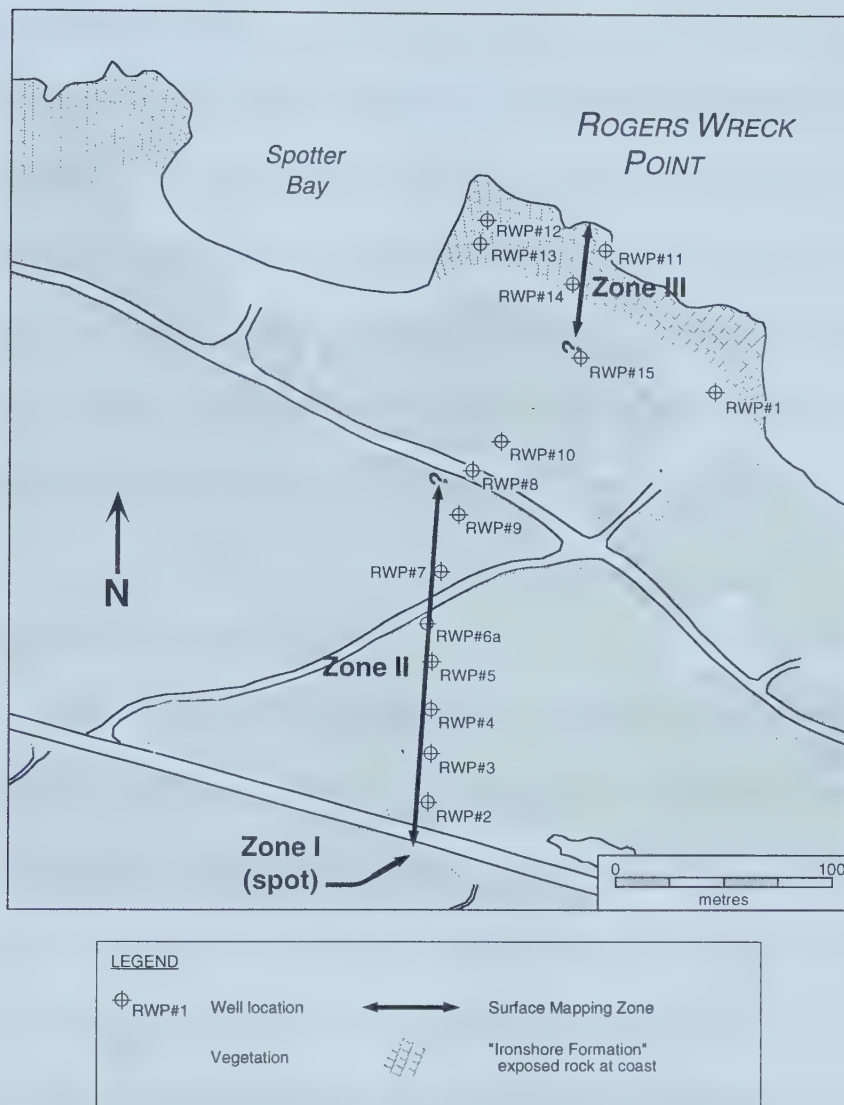 ROGERS WRECK
POINT
Spotter
Bay
RWP#12
RWP#13
RWP#11
RWP#14
Zone III
?
RWP#15
RWP#1
RWP#10
RWP#8
?
RWP#9
N
RWP#7
RWP#6a
Zone II
RWP#5
RWP#4
RWP#3
RWP#2
Zone I
(spot)
0
100
metres
LEGEND
RWP#1
Well location
Surface Mapping Zone
Vegetation
"Ironshore Formation"
exposed rock at coast